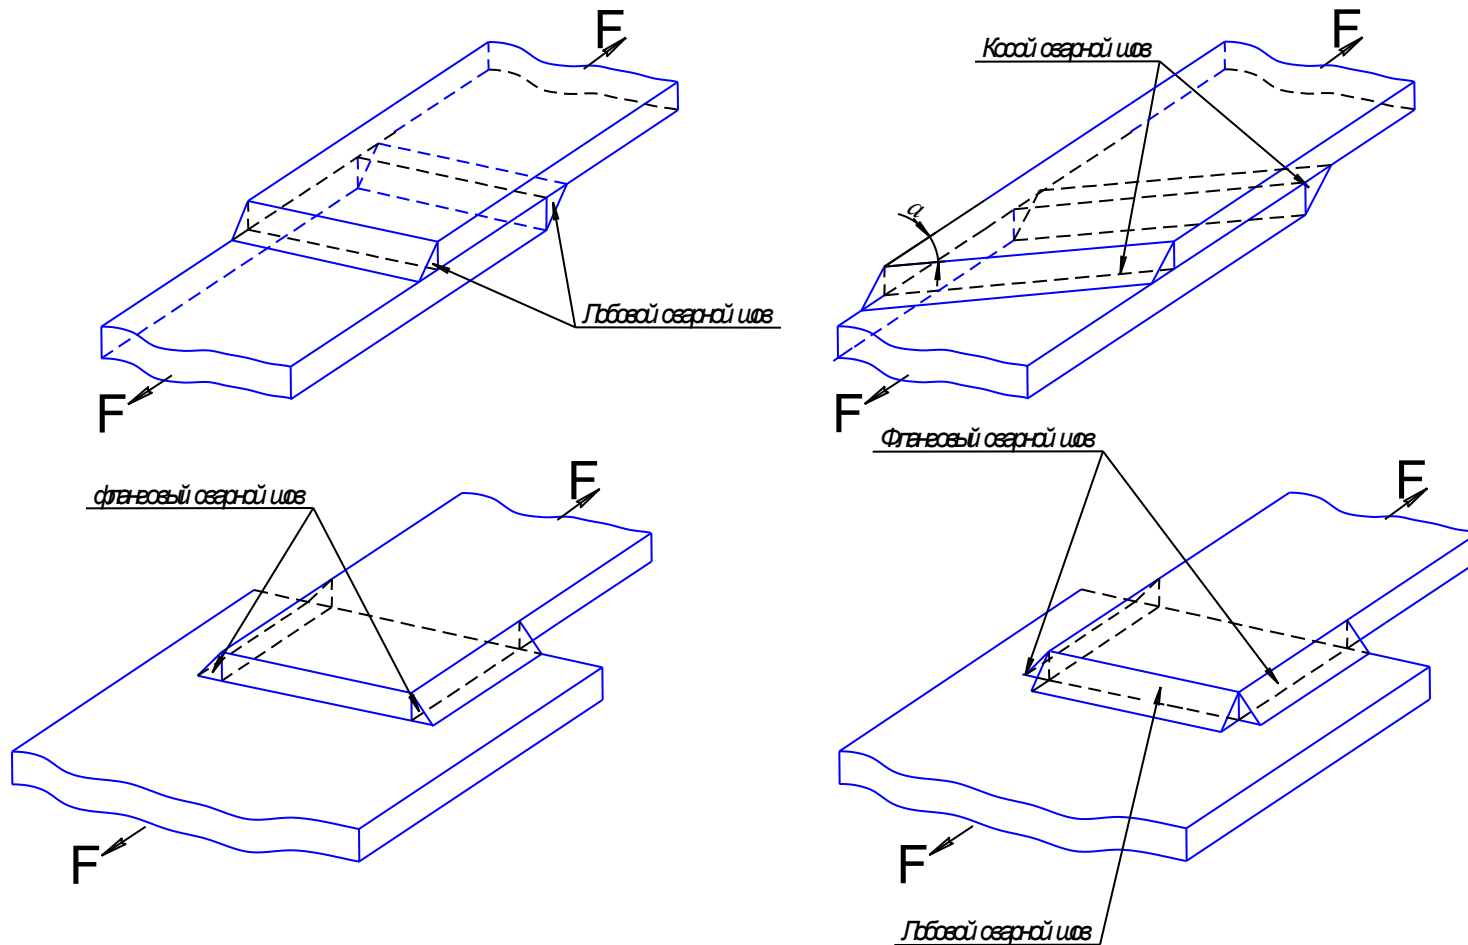 F
F
Косой сварной шов
α
Лобовой сварной шов
F
F
Фланговый сварной шов
F
F
фланговый сварной шов
F
F
Лобовой сварной шов